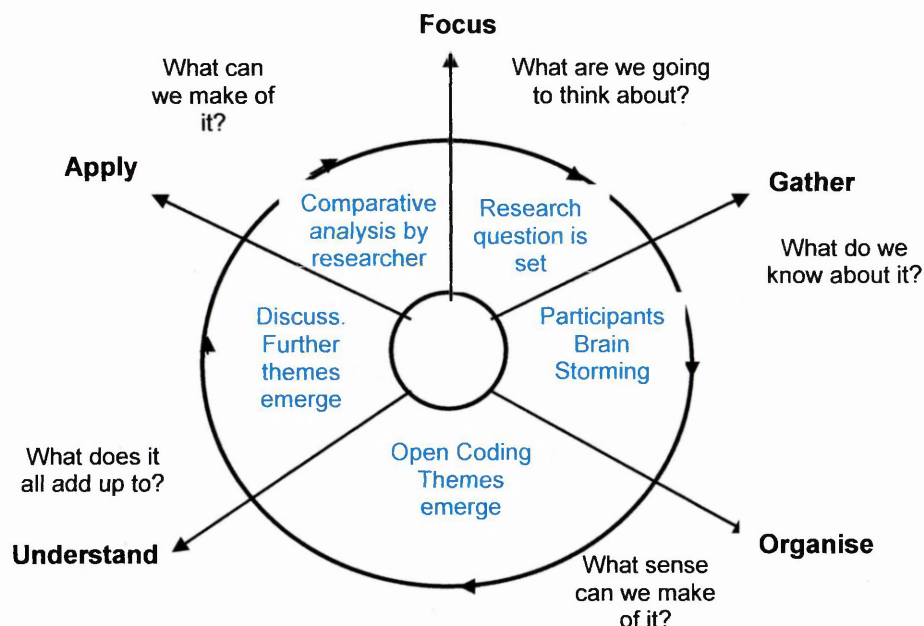 Focus
What are we going
to think about?
Research
question is
set
Gather
What do we
know about it?
Participants
Brain
Storming
Organise
What sense
can we make
of it?
Open Coding
Themes
emerge
Understand
What does it
all add up to?
Discuss.
Further
themes
emerge
Apply
What can
we make of
it?
Comparative
analysis by
researcher